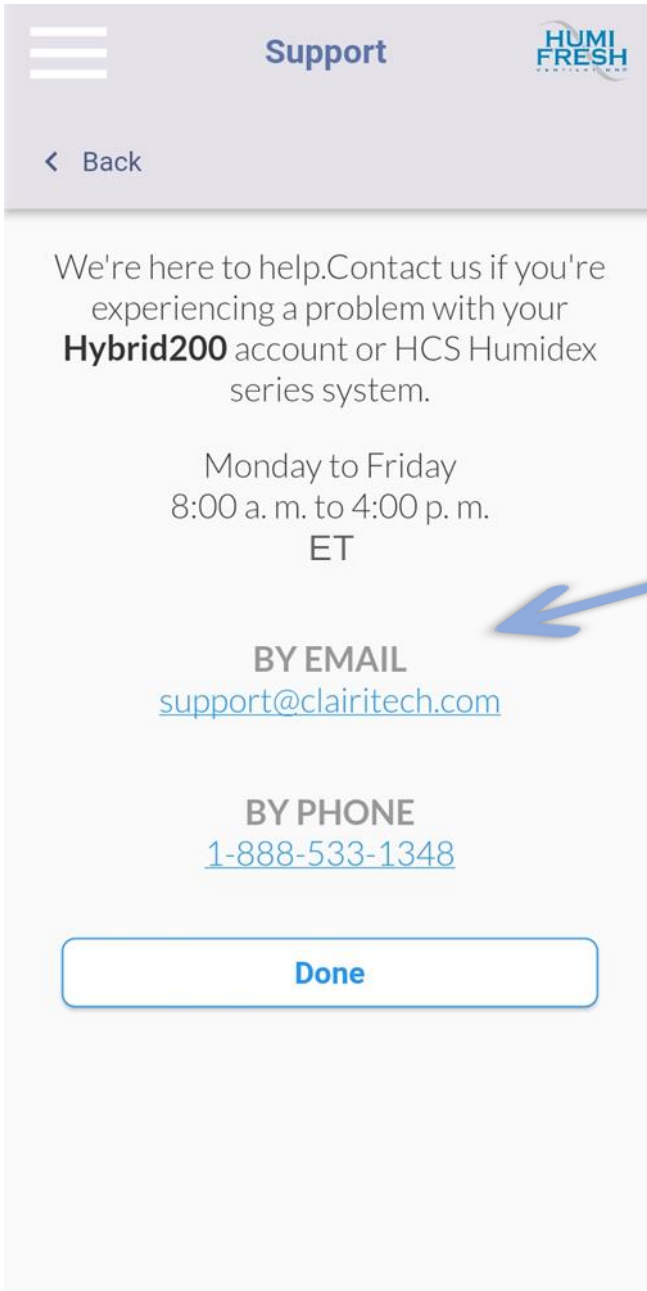 Support
HUMI
FRESH
Back
We're here to help.Contact us if you're
experiencing a problem with your
Hybrid200 account or HCS Humidex
series system.
Monday to Friday
8:00 a. m. to 4:00 p. m.
ET
BY EMAIL
support@clairitech.com
BY PHONE
1-888-533-1348
Done